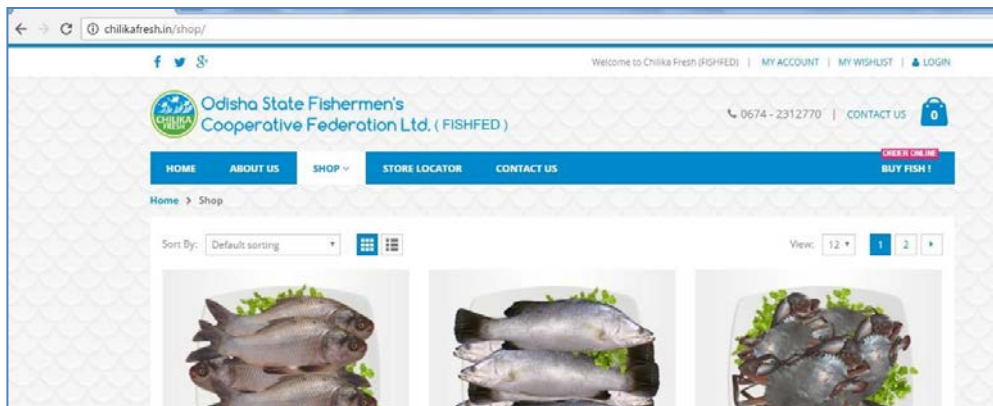 chilikafresh.in/shop/
Welcome to Chilika Fresh (FISHFED) | MY ACCOUNT | MY WISHLIST | LOGIN
CHILIKA FRESH
Odisha State Fishermen's
Cooperative Federation Ltd. ( FISHFED )
0674 - 2312770 | CONTACT US 0
ORDER ONLINE
HOME ABOUT US SHOP STORE LOCATOR CONTACT US BUY FISH !
Home > Shop
Sort By: Default sorting View: 12 1 2